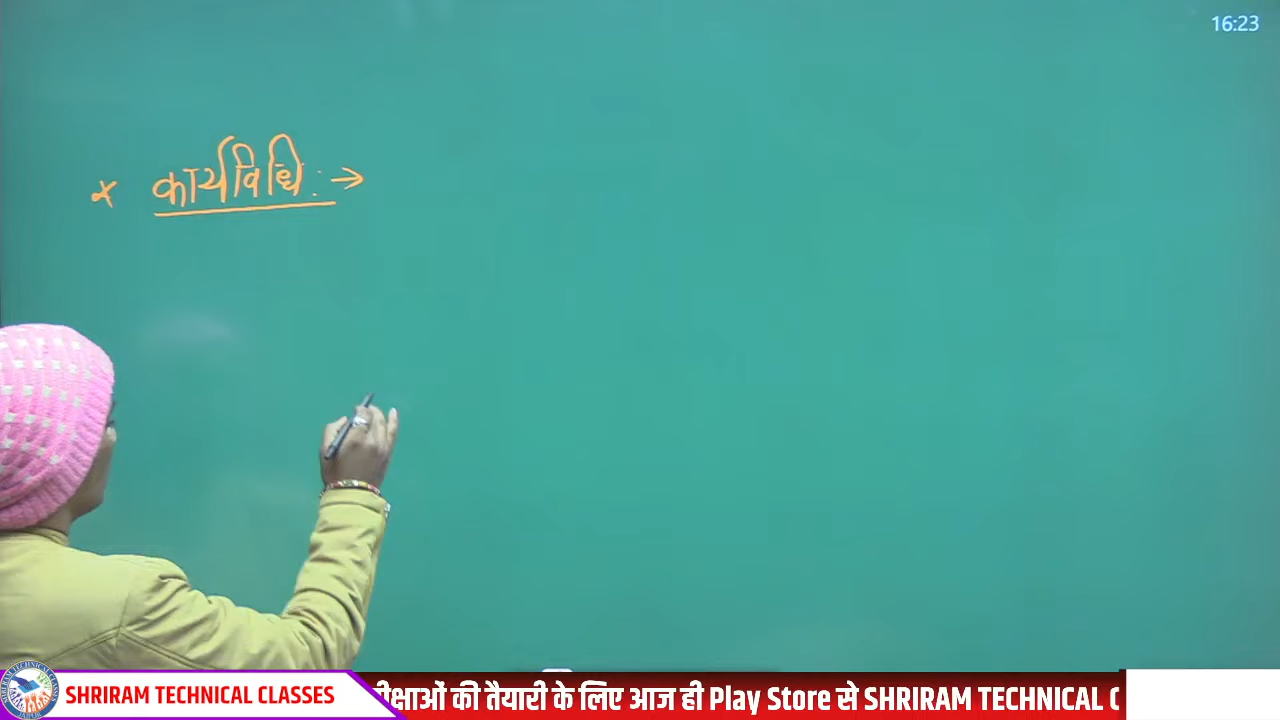 16:23
* कार्यविधि :→
SHRIRAM TECHNICAL CLASSES
के लिए आज ही Play Store से SHRIRAM TECHNICAL
की तैयारी